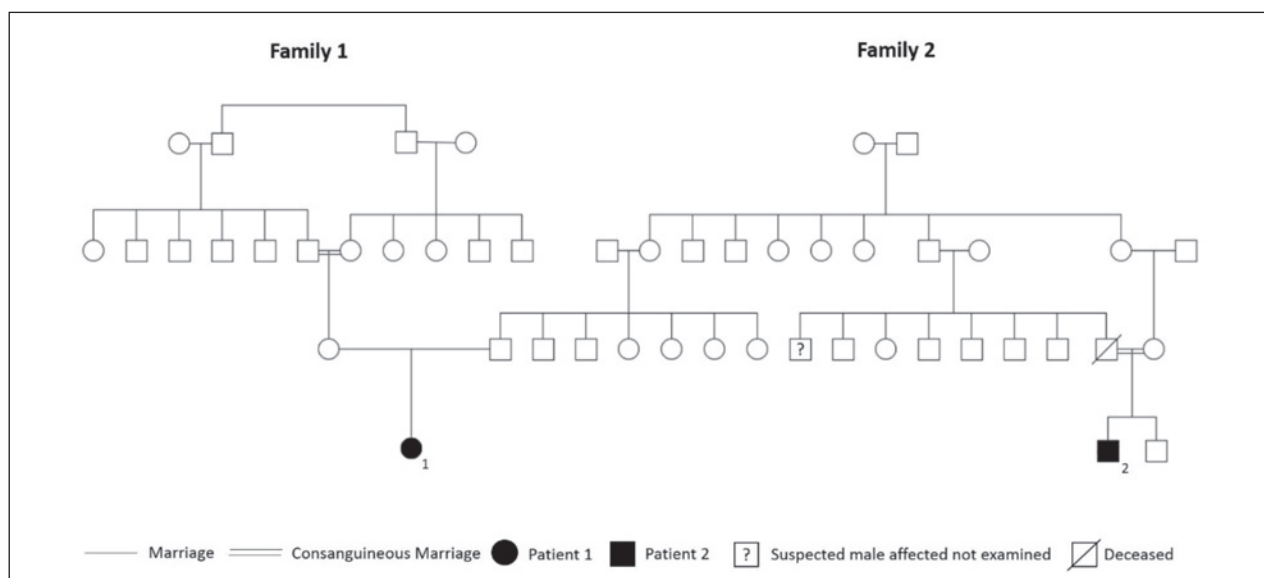 Family 1
Family 2
?
1
2
Marriage
Consanguineous Marriage
Patient 1
Patient 2
? Suspected male affected not examined
Deceased